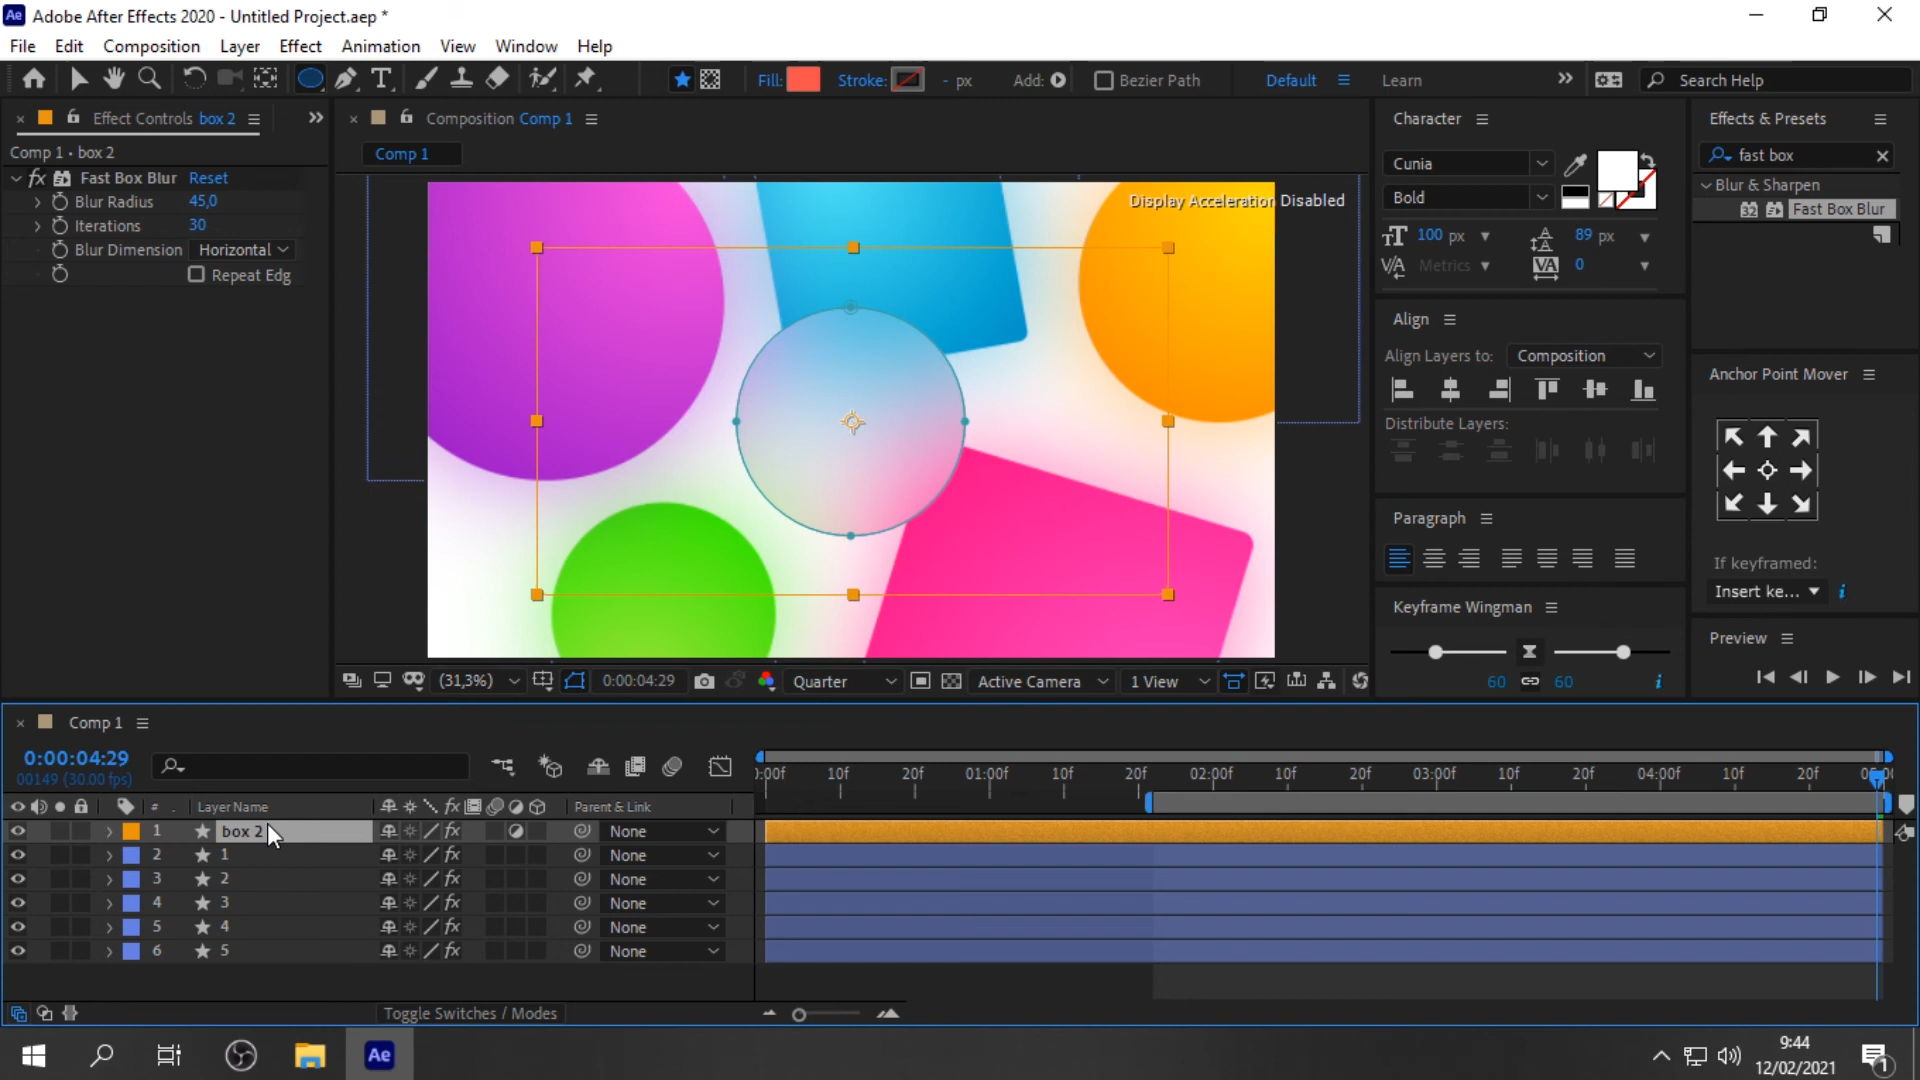 Ae Adobe After Effects 2020 - Untitled Project.aep *
File Edit Composition Layer Effect Animation View Window Help
Fill: Stroke: - px Add: Bezier Path Default Learn Search Help
Effect Controls box 2
Comp 1 • box 2
fx Fast Box Blur Reset
Blur Radius 45,0
Iterations 30
Blur Dimension Horizontal
Repeat Edg
Composition Comp 1
Comp 1
Display Acceleration Disabled
(31,3%) 0:00:04:29 Quarter Active Camera 1 View
Character
Cunia
Bold
100 px 89 px
Metrics 0
Align
Align Layers to: Composition
Distribute Layers:
Paragraph
Keyframe Wingman
60 60
Effects & Presets
fast box
Blur & Sharpen
32 Fast Box Blur
Anchor Point Mover
If keyframed:
Insert ke...
Preview
Comp 1
0:00:04:29
00149 (30.00 fps)
:00f 10f 20f 01:00f 10f 20f 02:00f 10f 20f 03:00f 10f 20f 04:00f 10f 20f
# Layer Name Parent & Link
1 box 2 None
2 1 None
3 2 None
4 3 None
5 4 None
6 5 None
Toggle Switches / Modes
Ae
9:44
12/02/2021
1